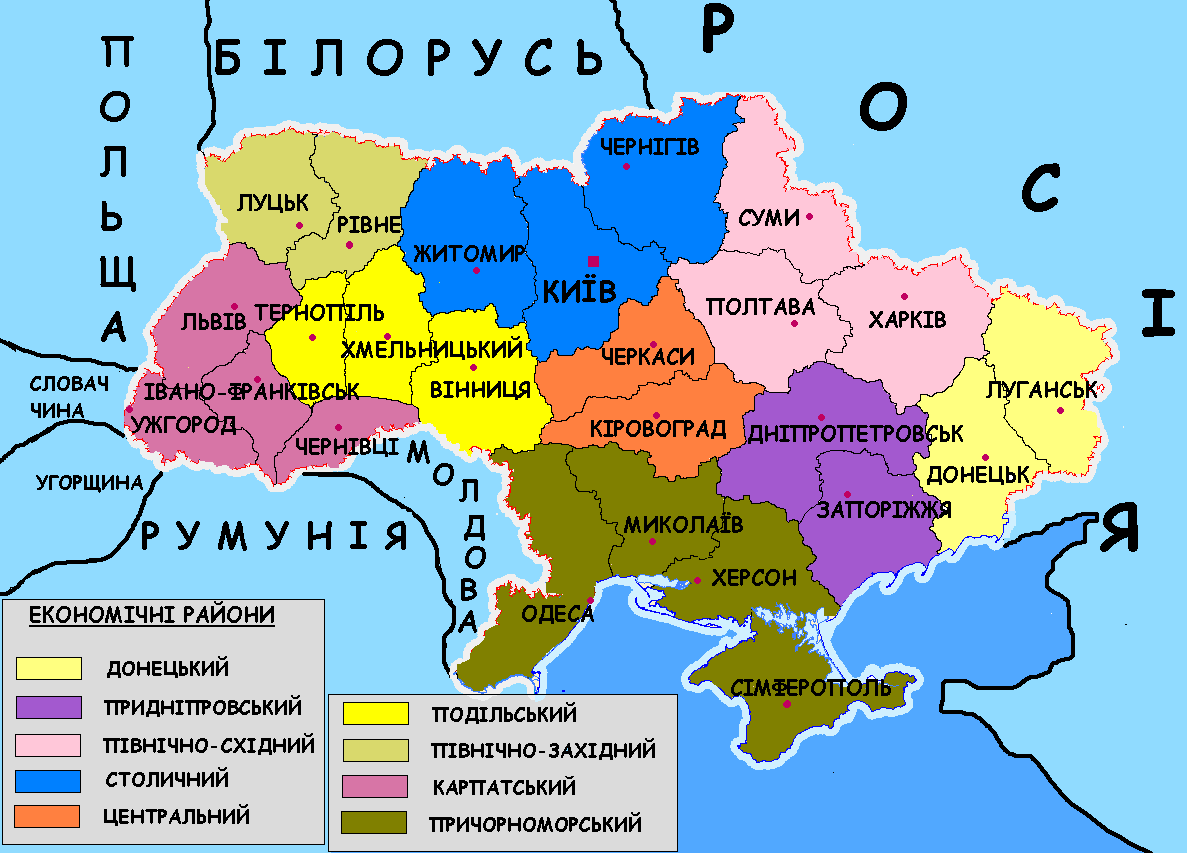 ПОЛЬЩА
БІЛОРУСЬ
РОСІЯ
ЧЕРНІГІВ
ЛУЦЬК
РІВНЕ
СУМИ
ЖИТОМИР
КИЇВ
ЛЬВІВ
ТЕРНОПІЛЬ
ПОЛТАВА
ХАРКІВ
ХМЕЛЬНИЦЬКИЙ
ЧЕРКАСИ
СЛОВАЧ
ЧИНА
ІВАНО-ФРАНКІВСЬК
ВІННИЦЯ
ЛУГАНСЬК
УЖГОРОД
КІРОВОГРАД
ДНІПРОПЕТРОВСЬК
ЧЕРНІВЦІ
МОЛДОВА
ДОНЕЦЬК
УГОРЩИНА
ЗАПОРІЖЖЯ
РУМУНІЯ
МИКОЛАЇВ
ХЕРСОН
ОДЕСА
СІМФЕРОПОЛЬ
ЕКОНОМІЧНІ РАЙОНИ
ДОНЕЦЬКИЙ
ПРИДНІПРОВСЬКИЙ
ПІВНІЧНО-СХІДНИЙ
СТОЛИЧНИЙ
ЦЕНТРАЛЬНИЙ
ПОДІЛЬСЬКИЙ
ПІВНІЧНО-ЗАХІДНИЙ
КАРПАТСЬКИЙ
ПРИЧОРНОМОРСЬКИЙ